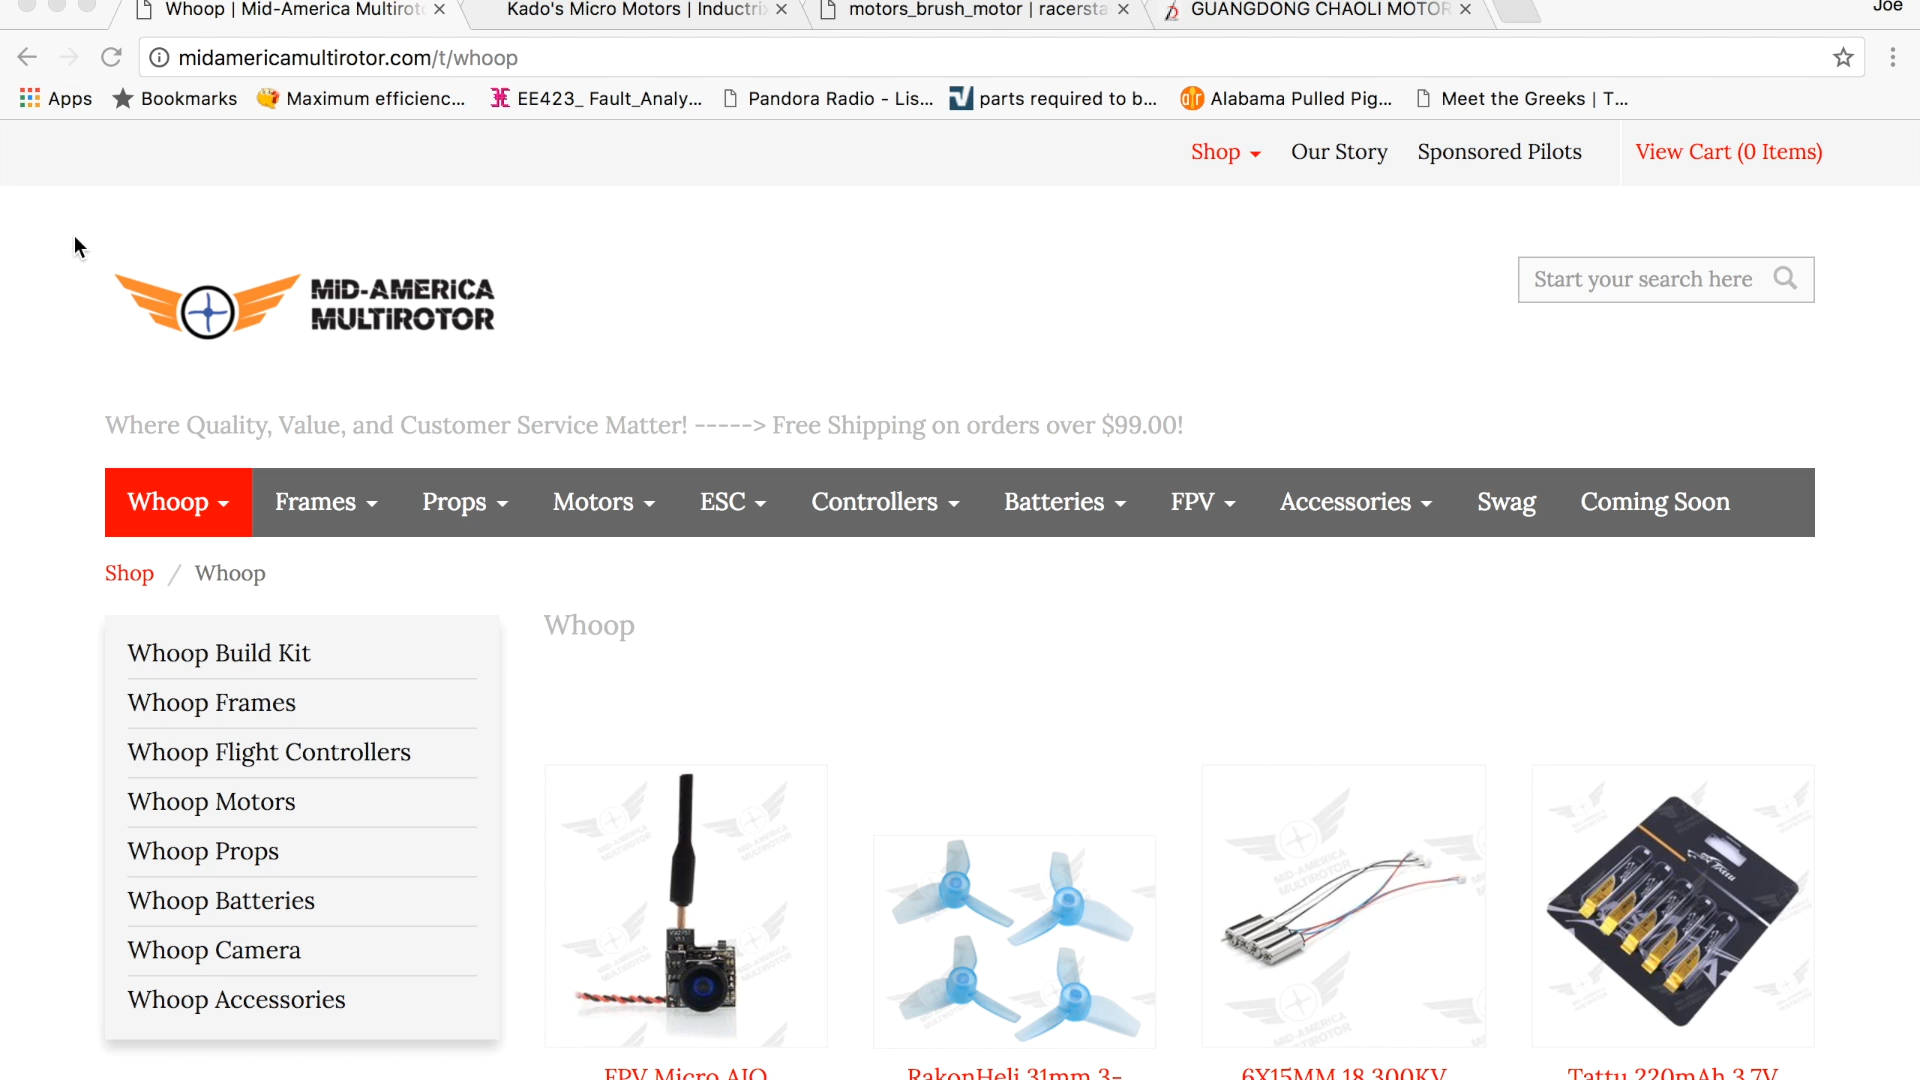 Whoop | Mid-America Multirot
Kado's Micro Motors | Inductrix
motors_brush_motor | racersta
GUANGDONG CHAOLI MOTOR
Joe
midamericamultirotor.com/t/whoop
Apps
Bookmarks
Maximum efficienc...
EE423_ Fault_Analy...
Pandora Radio - Lis...
parts required to b...
Alabama Pulled Pig...
Meet the Greeks | T...
Shop
Our Story
Sponsored Pilots
View Cart (0 Items)
MID-AMERICA
MULTIROTOR
Start your search here
Where Quality, Value, and Customer Service Matter! -----> Free Shipping on orders over $99.00!
Whoop
Frames
Props
Motors
ESC
Controllers
Batteries
FPV
Accessories
Swag
Coming Soon
Shop / Whoop
Whoop Build Kit
Whoop Frames
Whoop Flight Controllers
Whoop Motors
Whoop Props
Whoop Batteries
Whoop Camera
Whoop Accessories
Whoop
MID-AMERICA
MULTIROTOR
TATTU
FPV Micro AIO
RakonHeli 31mm 3-
6X15MM 18,300KV
Tattu 220mAh 3.7V